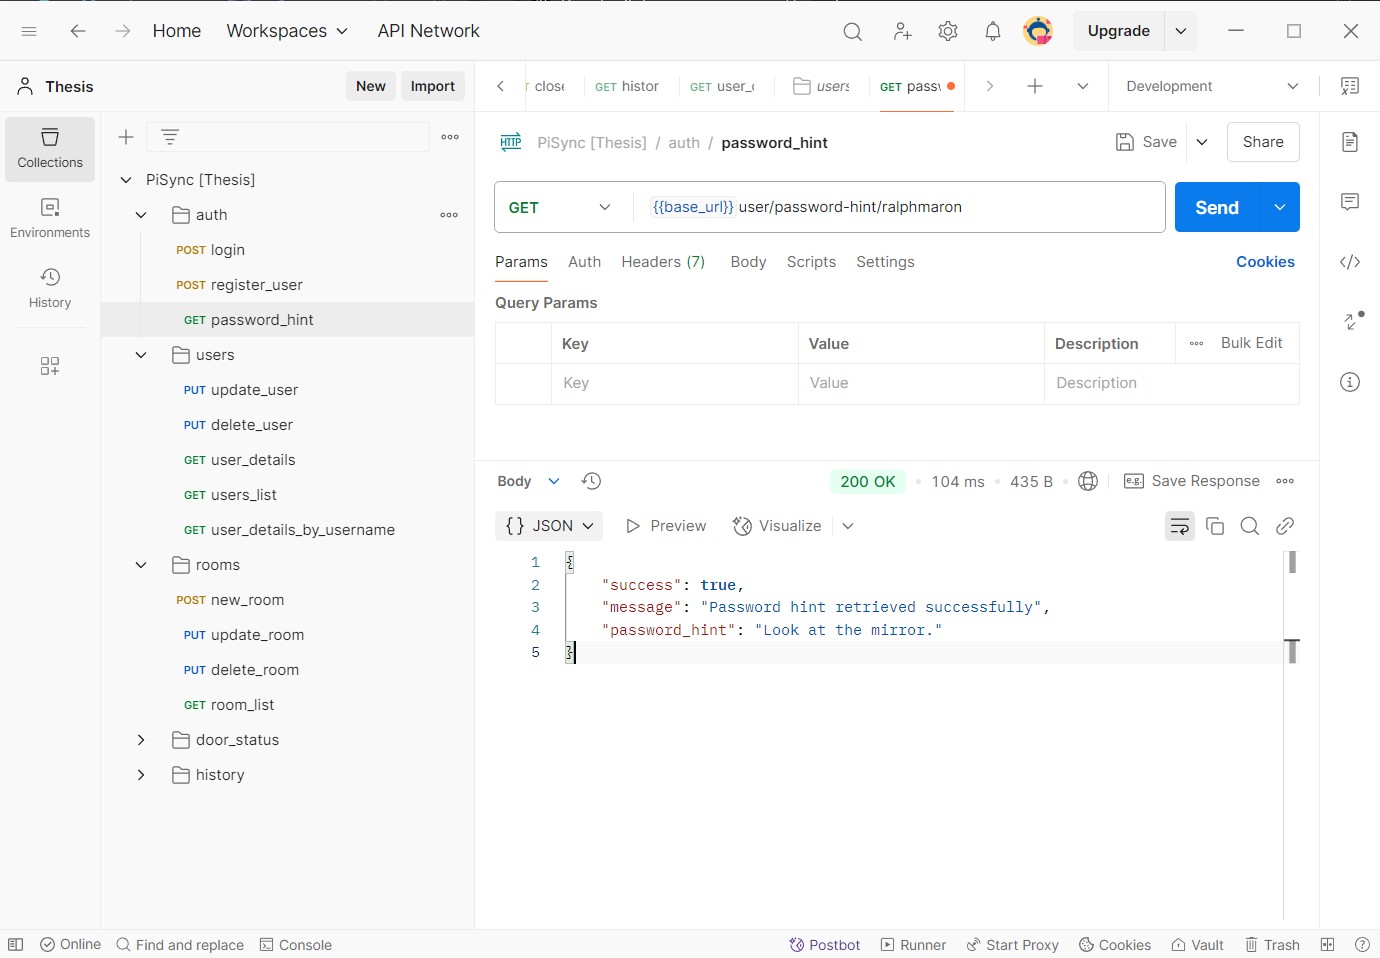 Home Workspaces API Network Upgrade
Thesis New Import
close GET histor GET user_ users GET passw Development
Collections
Environments
History
PiSync [Thesis]
auth
POST login
POST register_user
GET password_hint
users
PUT update_user
PUT delete_user
GET user_details
GET users_list
GET user_details_by_username
rooms
POST new_room
PUT update_room
PUT delete_room
GET room_list
door_status
history
HTTP PiSync [Thesis] / auth / password_hint Save Share
GET {{base_url}} user/password-hint/ralphmaron Send
Params Auth Headers (7) Body Scripts Settings Cookies
Query Params
Key Value Description Bulk Edit
Key Value Description
Body 200 OK 104 ms 435 B e.g. Save Response
{} JSON Preview Visualize
1 {
2 "success": true,
3 "message": "Password hint retrieved successfully",
4 "password_hint": "Look at the mirror."
5 }
Online Find and replace Console Postbot Runner Start Proxy Cookies Vault Trash